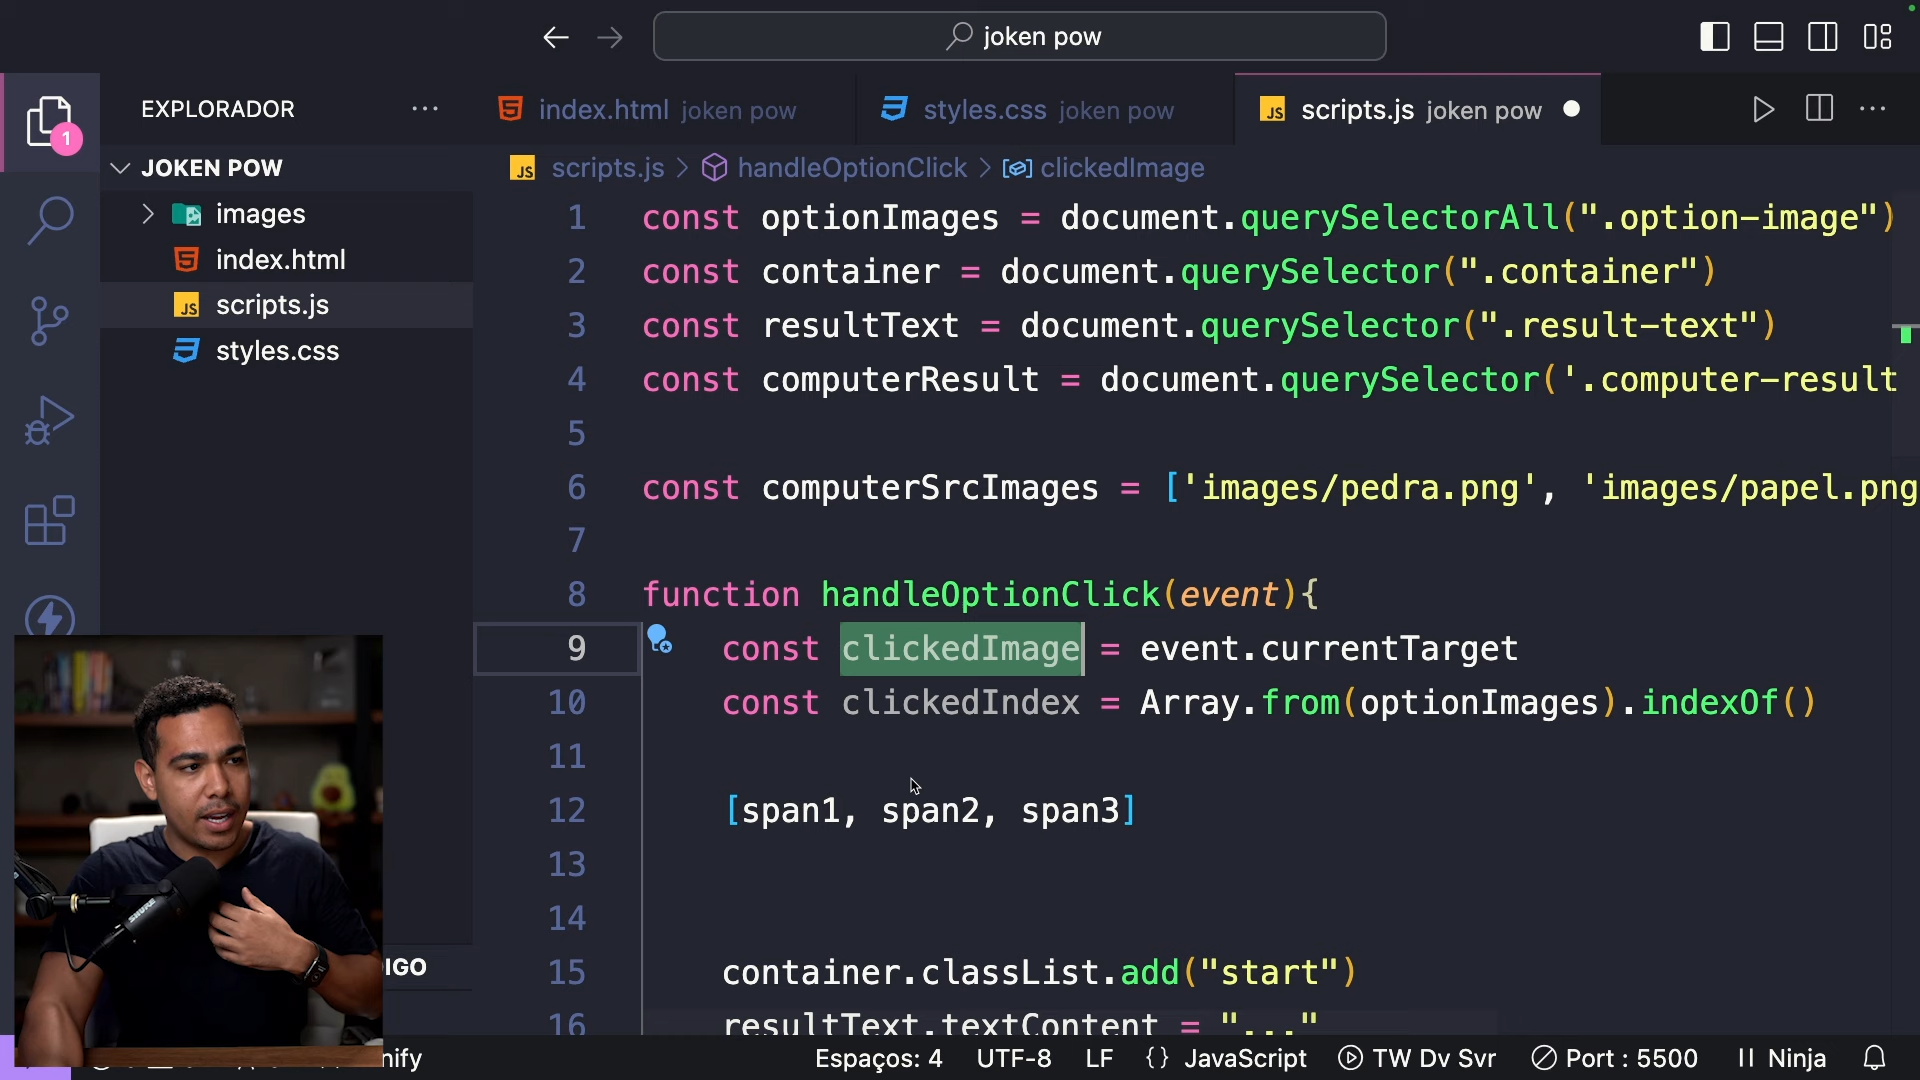 joken pow
EXPLORADOR
index.html joken pow
styles.css joken pow
JS scripts.js joken pow
1
JOKEN POW
JS scripts.js > handleOptionClick > clickedImage
images
index.html
JS scripts.js
styles.css
1 const optionImages = document.querySelectorAll(".option-image")
2 const container = document.querySelector(".container")
3 const resultText = document.querySelector(".result-text")
4 const computerResult = document.querySelector('.computer-result
5
6 const computerSrcImages = ['images/pedra.png', 'images/papel.png
7
8 function handleOptionClick(event){
9 const clickedImage = event.currentTarget
10 const clickedIndex = Array.from(optionImages).indexOf()
11
12 [span1, span2, span3]
13
14
15 container.classList.add("start")
16 resultText.textContent = "..."
SHURE
IGO
nify
Espaços: 4 UTF-8 LF {} JavaScript TW Dv Svr Port : 5500 Ninja